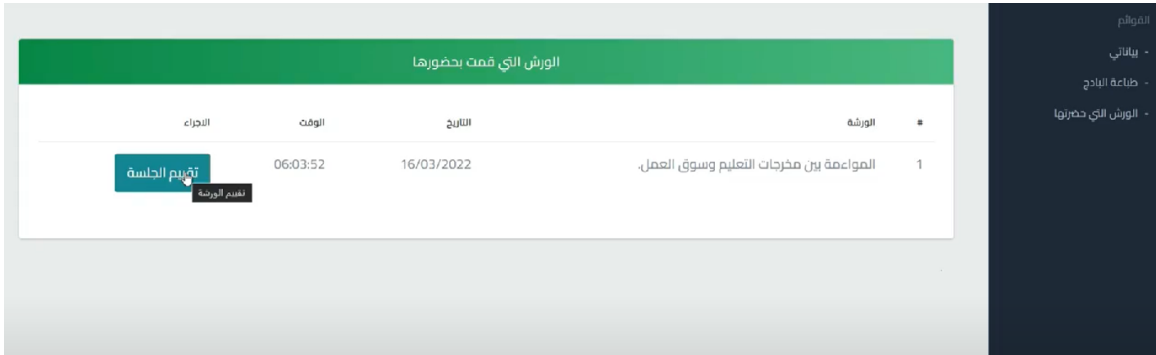 القوائم
- بياناتي
- طباعة البادج
- الورش التي حضرتها
الورش التي قمت بحضورها
# الورشة التاريخ الوقت الاجراء
1 المواءمة بين مخرجات التعليم وسوق العمل. 16/03/2022 06:03:52 تقييم الجلسة
تقييم الورشة